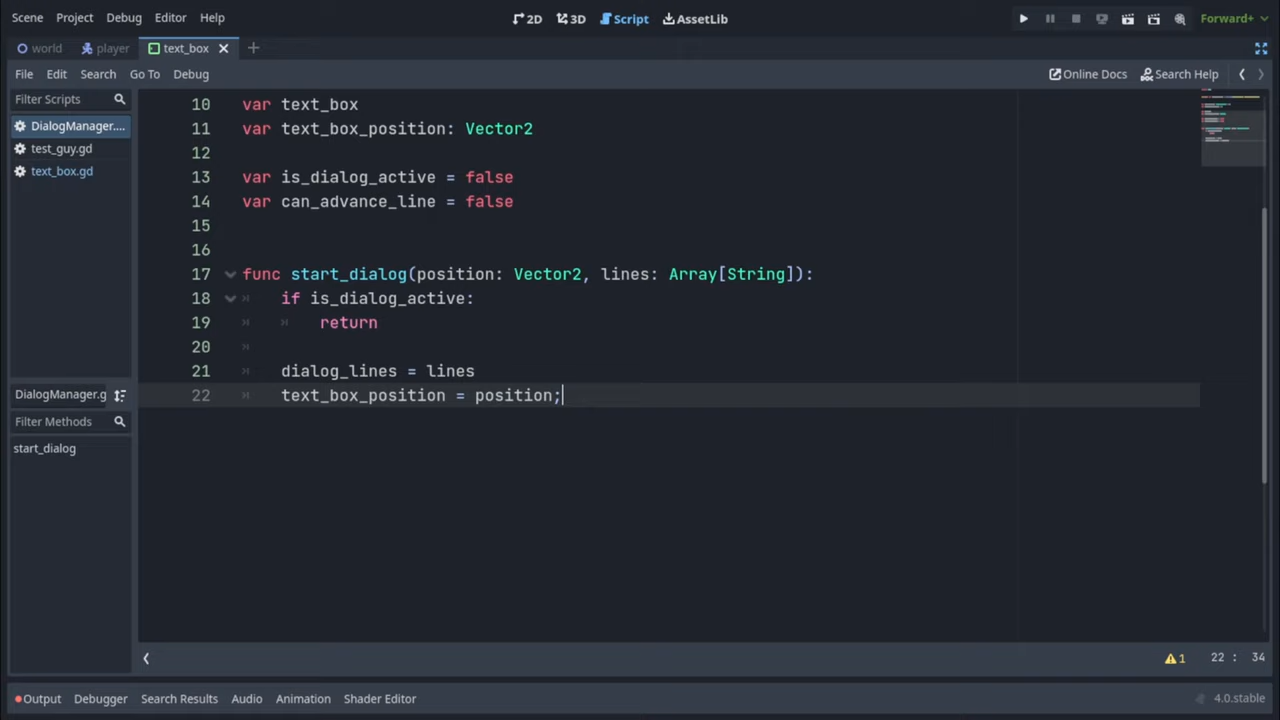 Scene Project Debug Editor Help 2D 3D Script AssetLib Forward+
world player text_box
File Edit Search Go To Debug Online Docs Search Help
Filter Scripts
DialogManager....
test_guy.gd
text_box.gd
DialogManager.g
Filter Methods
start_dialog
10 var text_box
11 var text_box_position: Vector2
12
13 var is_dialog_active = false
14 var can_advance_line = false
15
16
17 func start_dialog(position: Vector2, lines: Array[String]):
18 if is_dialog_active:
19 return
20
21 dialog_lines = lines
22 text_box_position = position;
1 22 : 34
Output Debugger Search Results Audio Animation Shader Editor 4.0.stable